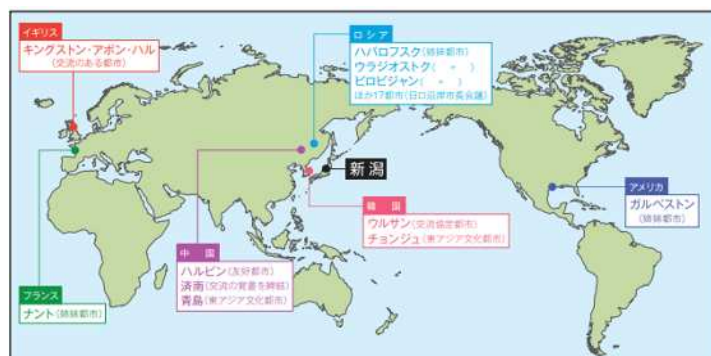 イギリス
キングストン・アポン・ハル
(交流のある都市)
ロシア
ハバロフスク(姉妹都市)
ウラジオストク( 〃 )
ビロビジャン( 〃 )
ほか17都市(日ロ沿岸市長会議)
新潟
アメリカ
ガルベストン
(姉妹都市)
韓国
ウルサン(交流協定都市)
チョンジュ(東アジア文化都市)
中国
ハルビン(友好都市)
済南(交流の覚書を締結)
青島(東アジア文化都市)
フランス
ナント(姉妹都市)